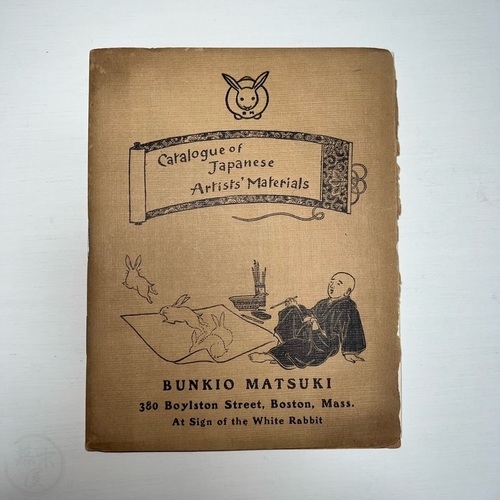 Catalogue of
Japanese
Artists' Materials
BUNKIO MATSUKI
380 Boylston Street, Boston, Mass.
At Sign of the White Rabbit